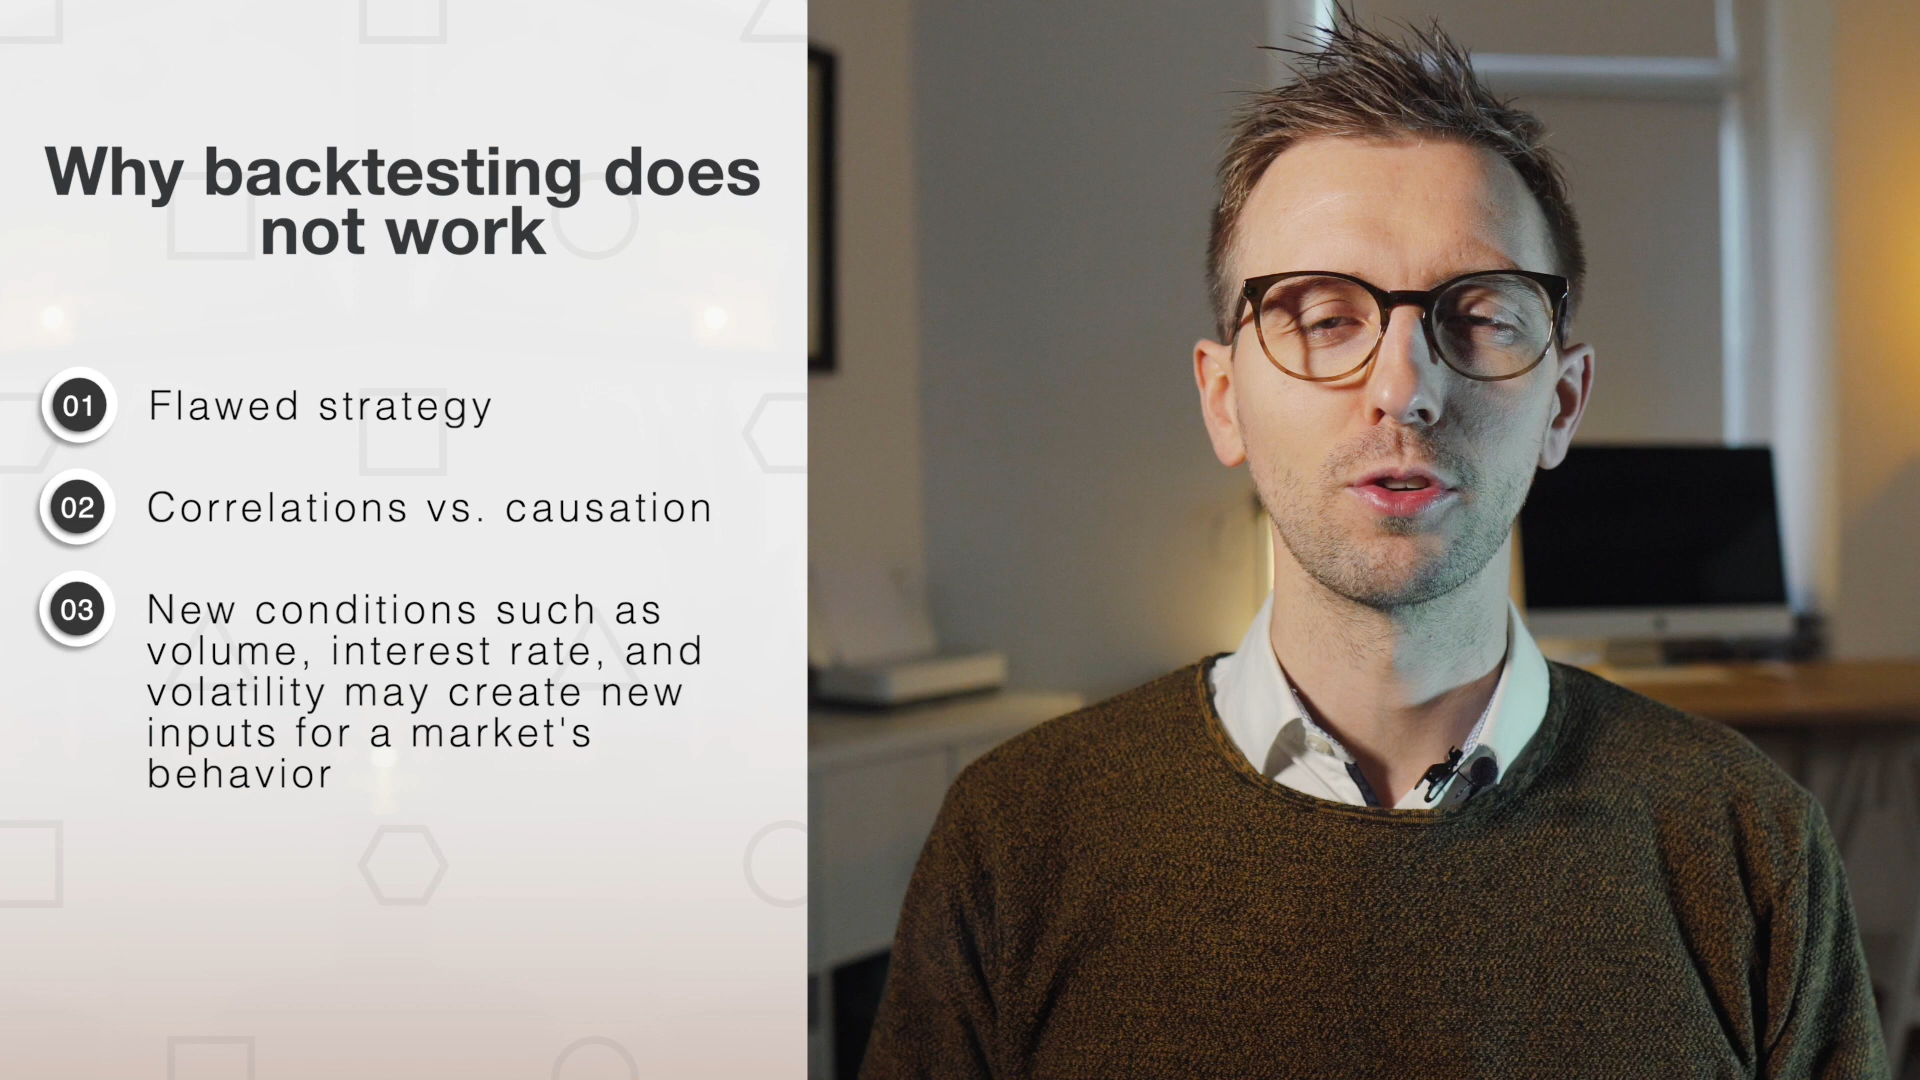 Why backtesting does
not work
01 Flawed strategy
02 Correlations vs. causation
03 New conditions such as
volume, interest rate, and
volatility may create new
inputs for a market's
behavior